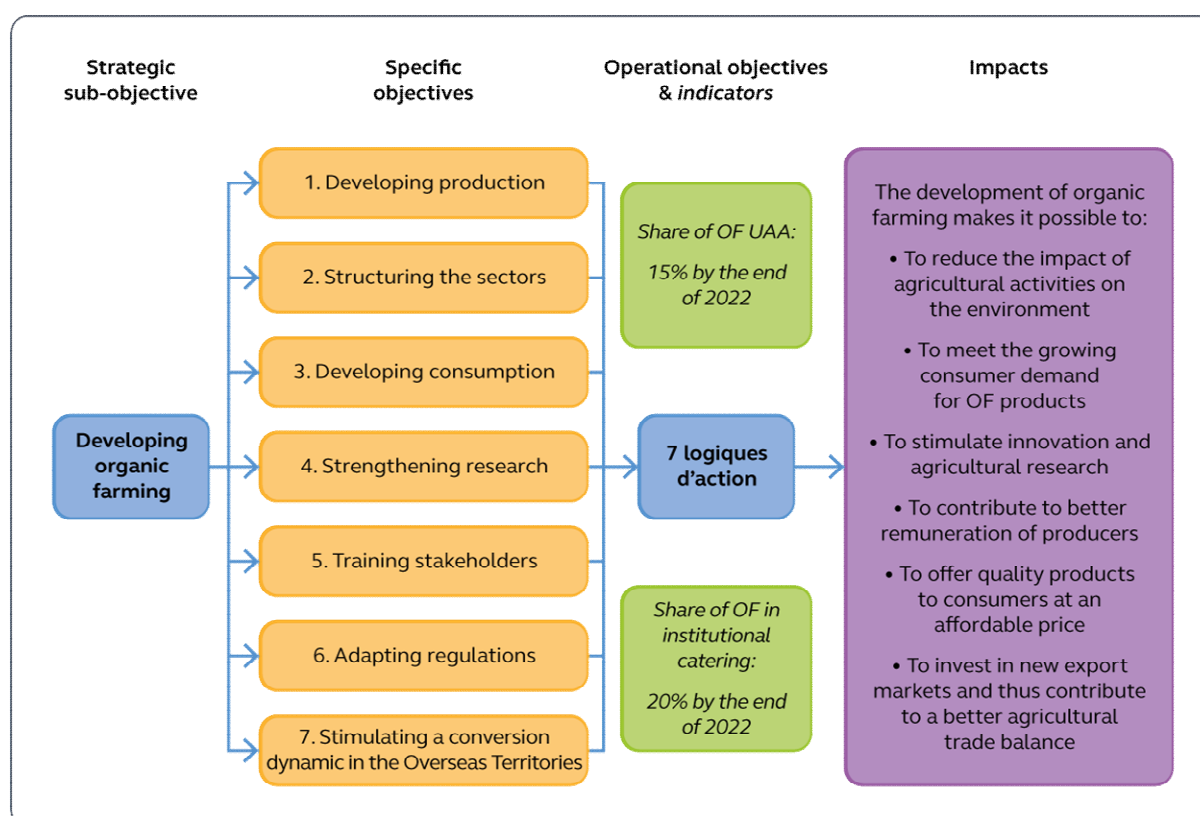 Strategic
sub-objective
Specific
objectives
Operational objectives
& indicators
Impacts
Developing
organic
farming
1. Developing production
2. Structuring the sectors
3. Developing consumption
4. Strengthening research
5. Training stakeholders
6. Adapting regulations
7. Stimulating a conversion
dynamic in the Overseas Territories
Share of OF UAA:
15% by the end
of 2022
7 logiques
d’action
Share of OF in
institutional
catering:
20% by the end
of 2022
The development of organic
farming makes it possible to:
• To reduce the impact of
agricultural activities on
the environment
• To meet the growing
consumer demand
for OF products
• To stimulate innovation and
agricultural research
• To contribute to better
remuneration of producers
• To offer quality products
to consumers at an
affordable price
• To invest in new export
markets and thus contribute
to a better agricultural
trade balance